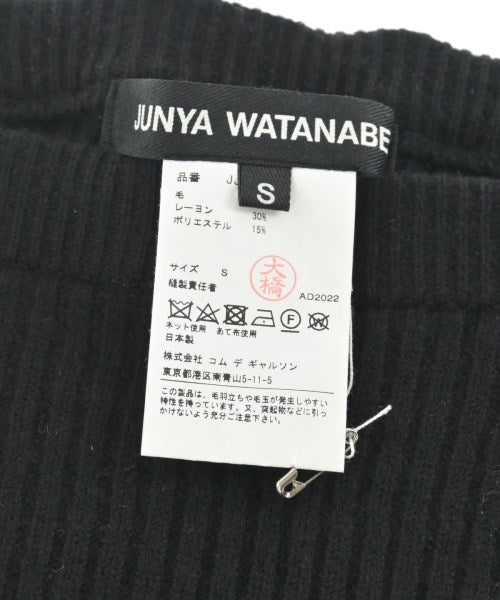 JUNYA WATANABE
S
品番 JJ
毛
レーヨン 30%
ポリエステル 15%
サイズ S
大橋
縫製責任者
AD2022
F W
ネット使用 あて布使用
日本製
株式会社 コム デ ギャルソン
東京都港区南青山5-11-5
この製品は、毛羽立ちや毛玉が発生しやすい
特性を持っています。又、突起物などに引っ
かけないよう充分ご注意下さい。